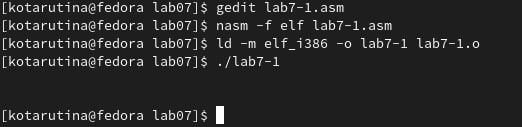 [kotarutina@fedora lab07]$ gedit lab7-1.asm
[kotarutina@fedora lab07]$ nasm -f elf lab7-1.asm
[kotarutina@fedora lab07]$ ld -m elf_i386 -o lab7-1 lab7-1.o
[kotarutina@fedora lab07]$ ./lab7-1
[kotarutina@fedora lab07]$